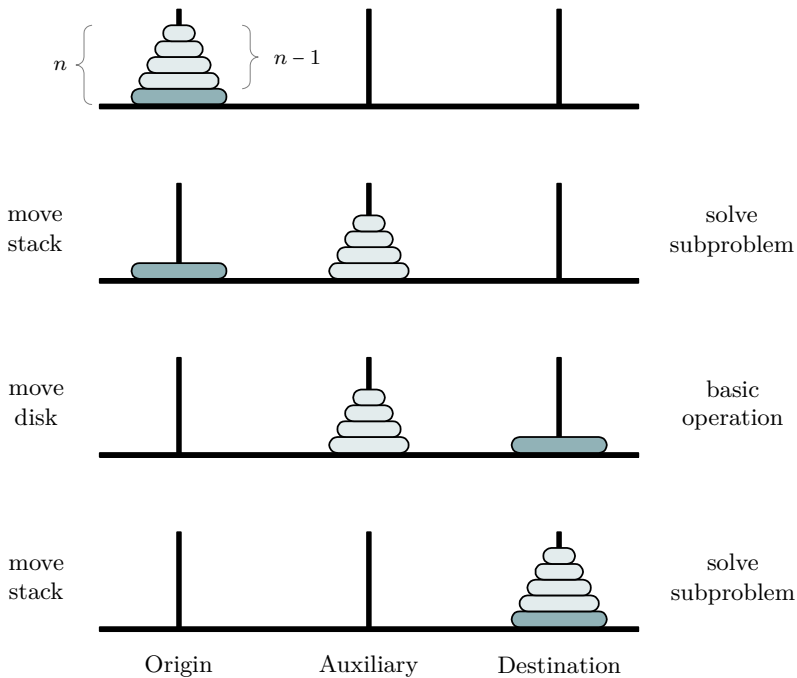 n
n − 1
move
stack
solve
subproblem
move
disk
basic
operation
move
stack
solve
subproblem
Origin Auxiliary Destination